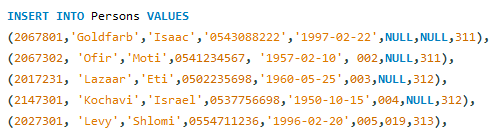 INSERT INTO Persons VALUES
(2067801,'Goldfarb','Isaac','0543088222','1997-02-22',NULL,NULL,311),
(2067302, 'Ofir','Moti',0541234567, '1957-02-10', 002,NULL,311),
(2017231, 'Lazaar','Eti',0502235698,'1960-05-25',003,NULL,312),
(2147301, 'Kochavi','Israel',0537756698,'1950-10-15',004,NULL,312),
(2027301, 'Levy','Shlomi',0554711236,'1996-02-20',005,019,313),